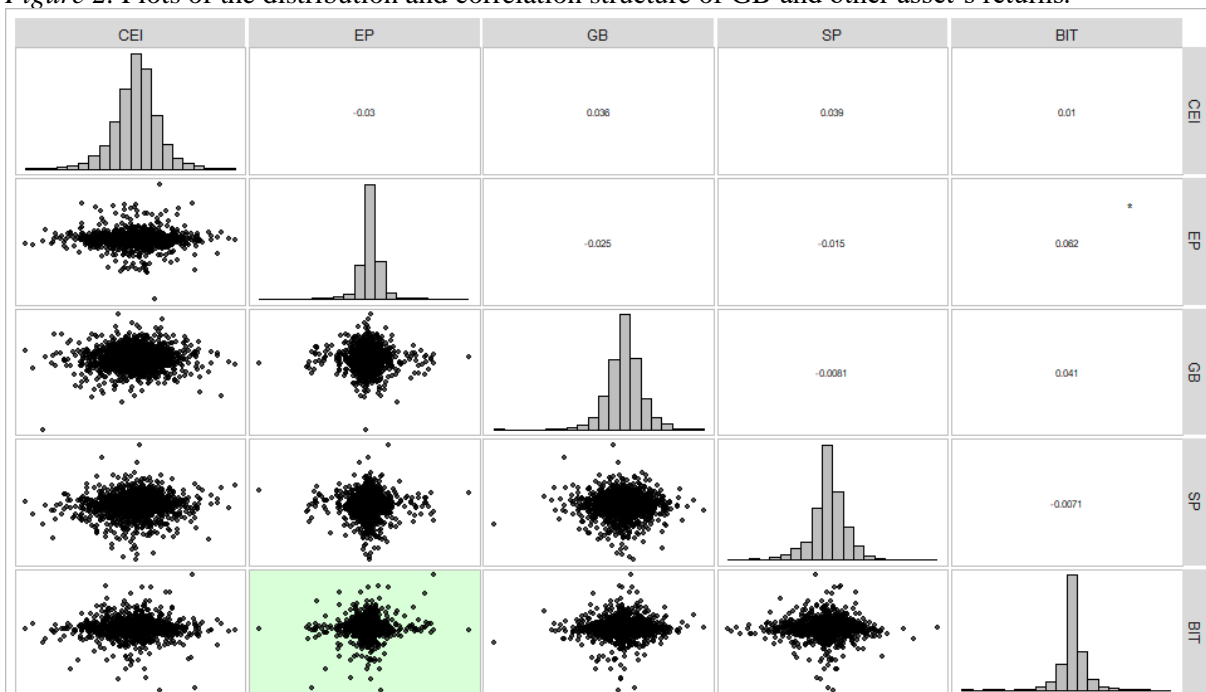 Figure 2. Plots of the distribution and correlation structure of GB and other asset's returns.
CEI EP GB SP BIT
-0.03 0.036 0.039 0.01 CEI
*
-0.025 -0.015 0.062 EP
-0.0081 0.041 GB
-0.0071 SP
BIT